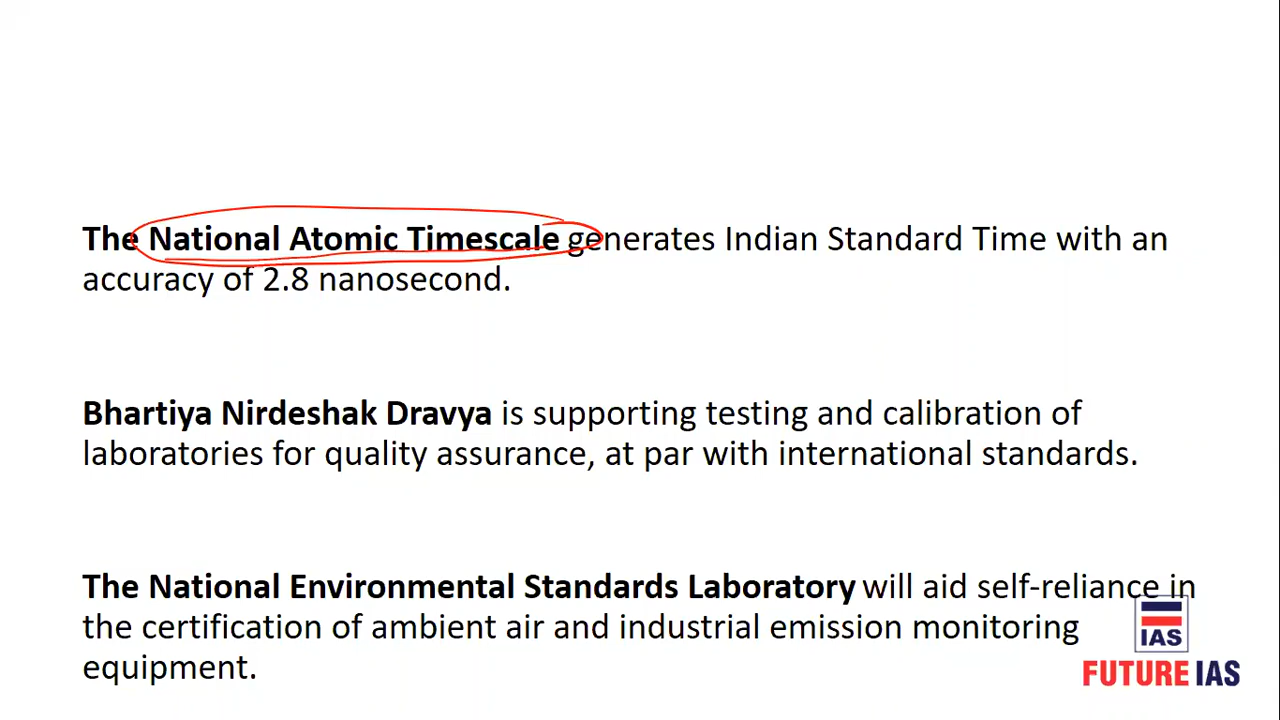 The National Atomic Timescale generates Indian Standard Time with an
accuracy of 2.8 nanosecond.
Bhartiya Nirdeshak Dravya is supporting testing and calibration of
laboratories for quality assurance, at par with international standards.
The National Environmental Standards Laboratory will aid self-reliance in
the certification of ambient air and industrial emission monitoring
equipment.
IAS
FUTURE IAS